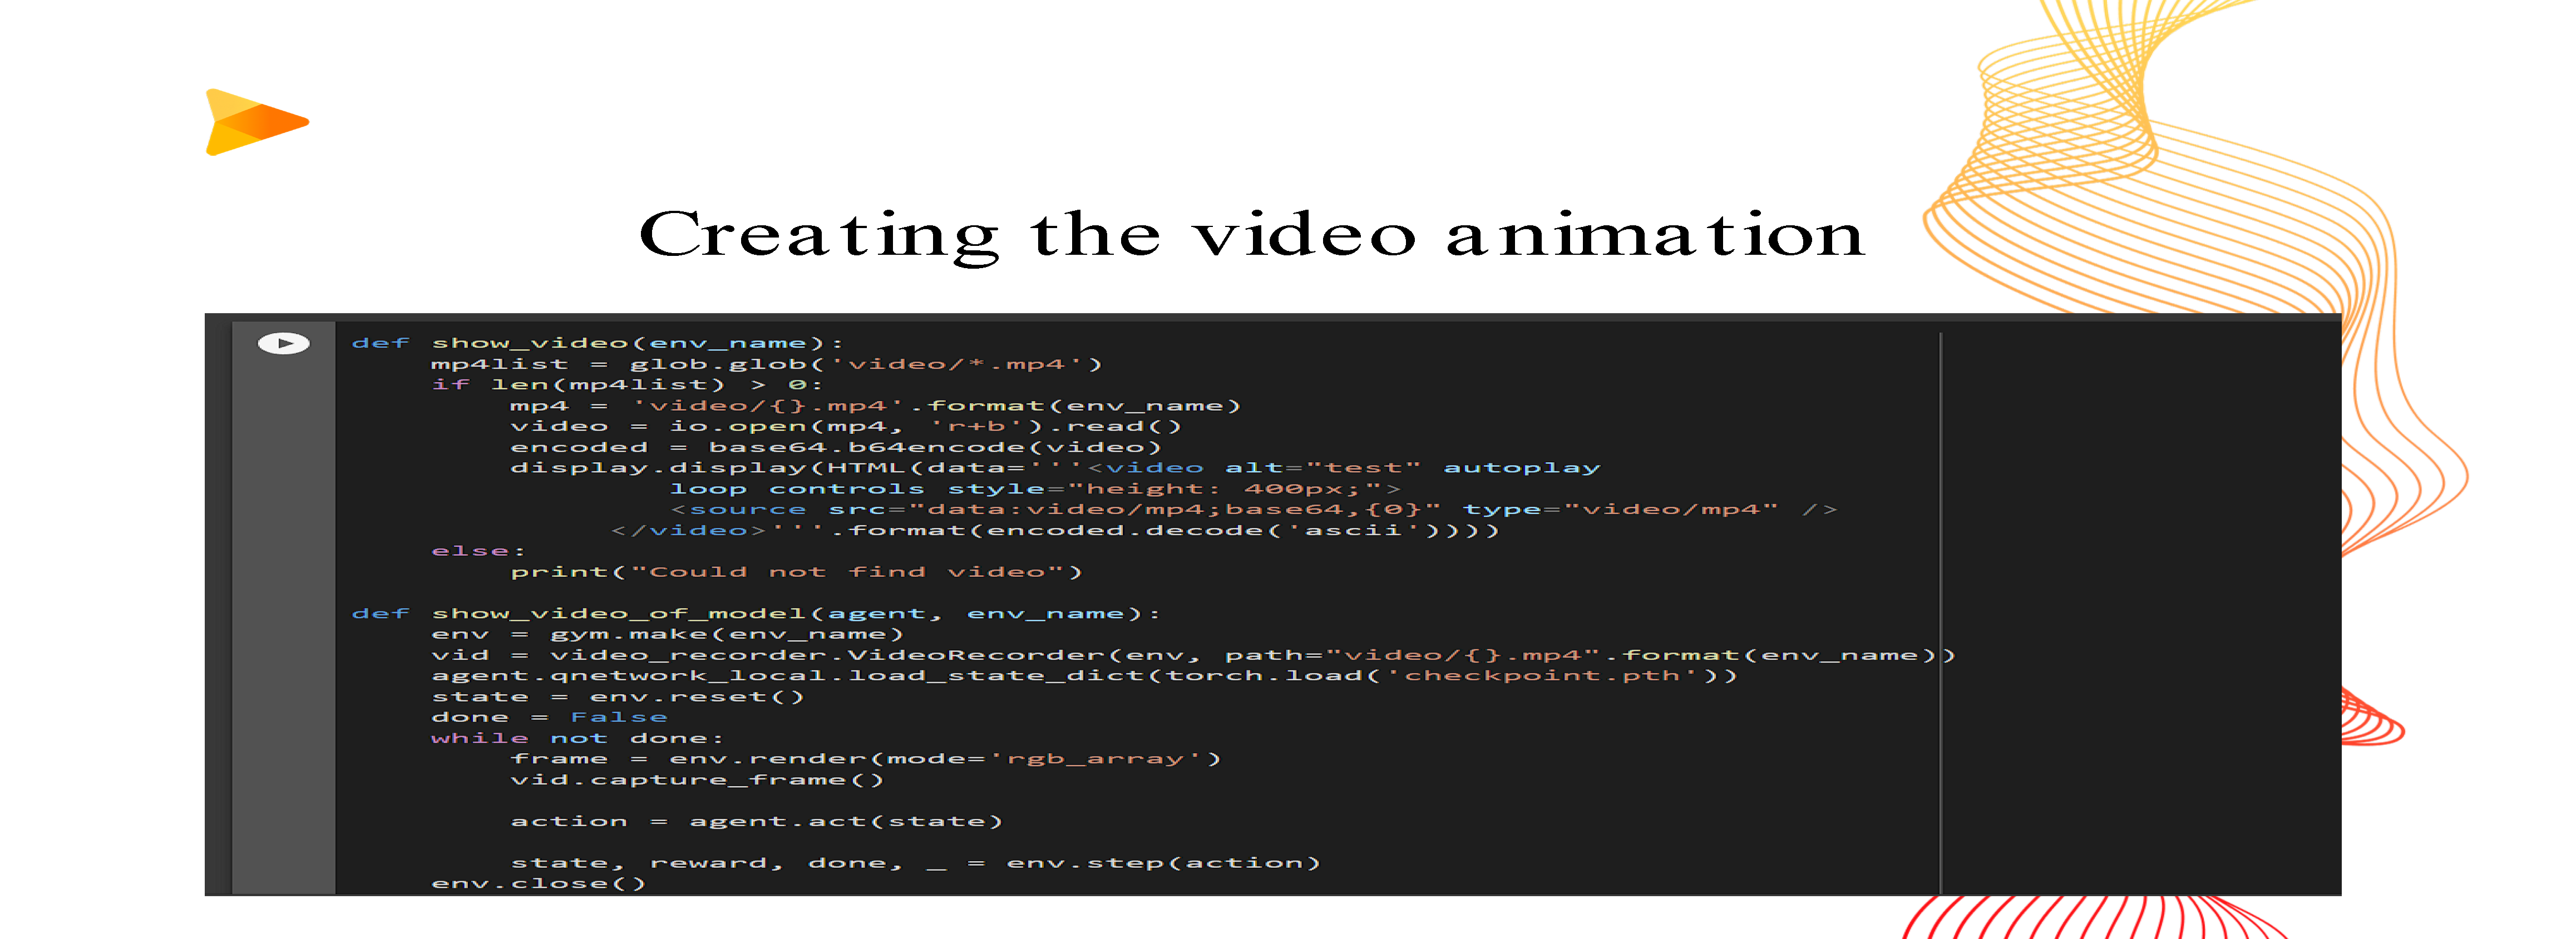 Creating the video animation
def show_video(env_name):
    mp4list = glob.glob('video/*.mp4')
    if len(mp4list) > 0:
        mp4 = 'video/{}.mp4'.format(env_name)
        video = io.open(mp4, 'r+b').read()
        encoded = base64.b64encode(video)
        display.display(HTML(data='''<video alt="test" autoplay
                loop controls style="height: 400px;">
                <source src="data:video/mp4;base64,{0}" type="video/mp4" />
             </video>'''.format(encoded.decode('ascii'))))
    else:
        print("Could not find video")
def show_video_of_model(agent, env_name):
    env = gym.make(env_name)
    vid = video_recorder.VideoRecorder(env, path="video/{}.mp4".format(env_name))
    agent.qnetwork_local.load_state_dict(torch.load('checkpoint.pth'))
    state = env.reset()
    done = False
    while not done:
        frame = env.render(mode='rgb_array')
        vid.capture_frame()
        action = agent.act(state)
        state, reward, done, _ = env.step(action)
    env.close()